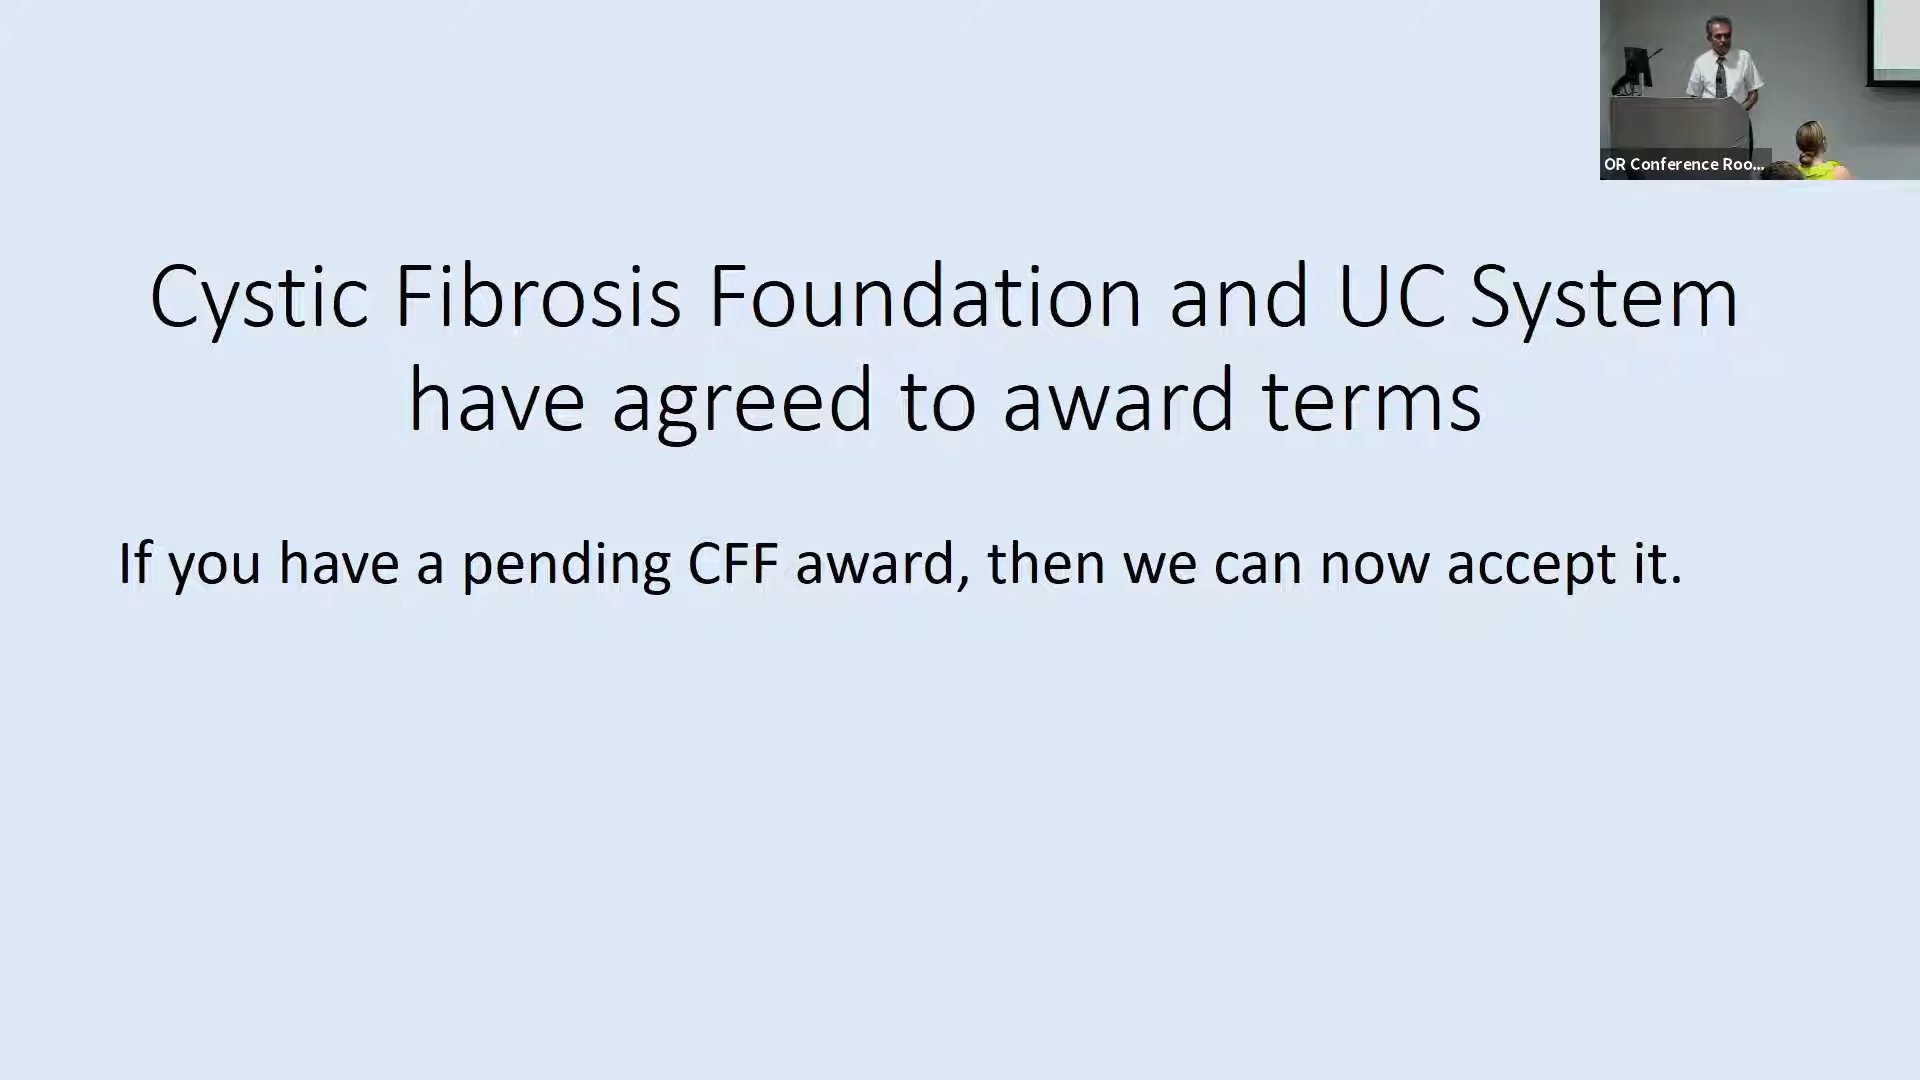 OR Conference Roo...
Cystic Fibrosis Foundation and UC System
have agreed to award terms
If you have a pending CFF award, then we can now accept it.